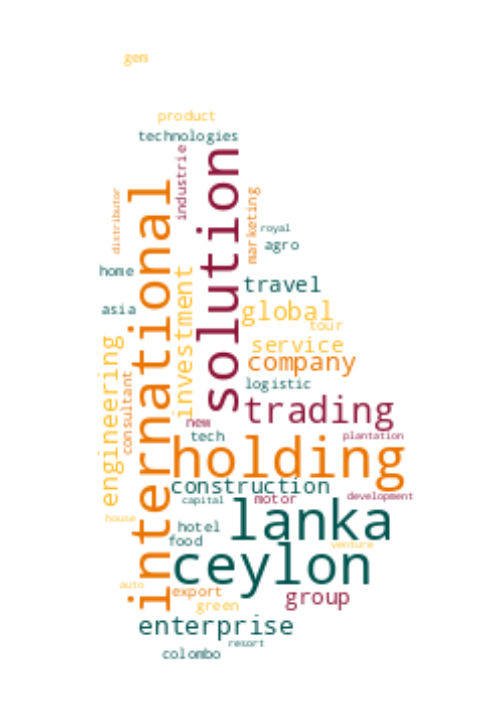 gem
product
technologies
industrie
solution
international
distributor
marketing
royal
agro
home
investment
travel
asia
global
tour
engineering
service
company
consultant
logistic
trading
new
tech
plantation
holding
construction
capital
motor
development
lanka
house
hotel
food
venture
ceylon
auto
export
group
green
enterprise
resort
colombo